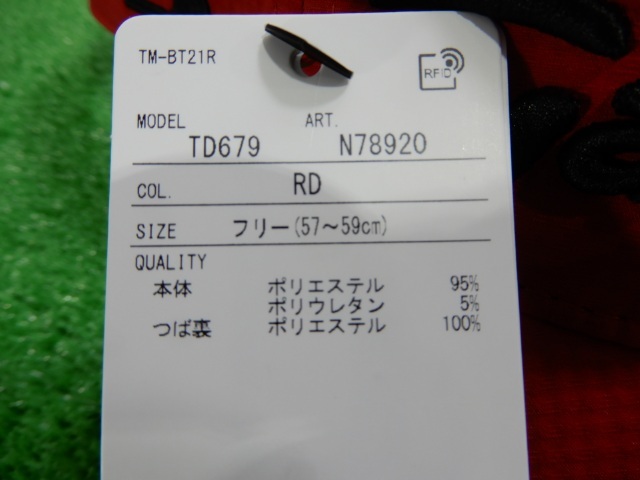 TM-BT21R
RFID
MODEL ART.
TD679 N78920
COL. RD
SIZE フリー(57～59cm)
QUALITY
本体 ポリエステル 95%
ポリウレタン 5%
つば裏 ポリエステル 100%